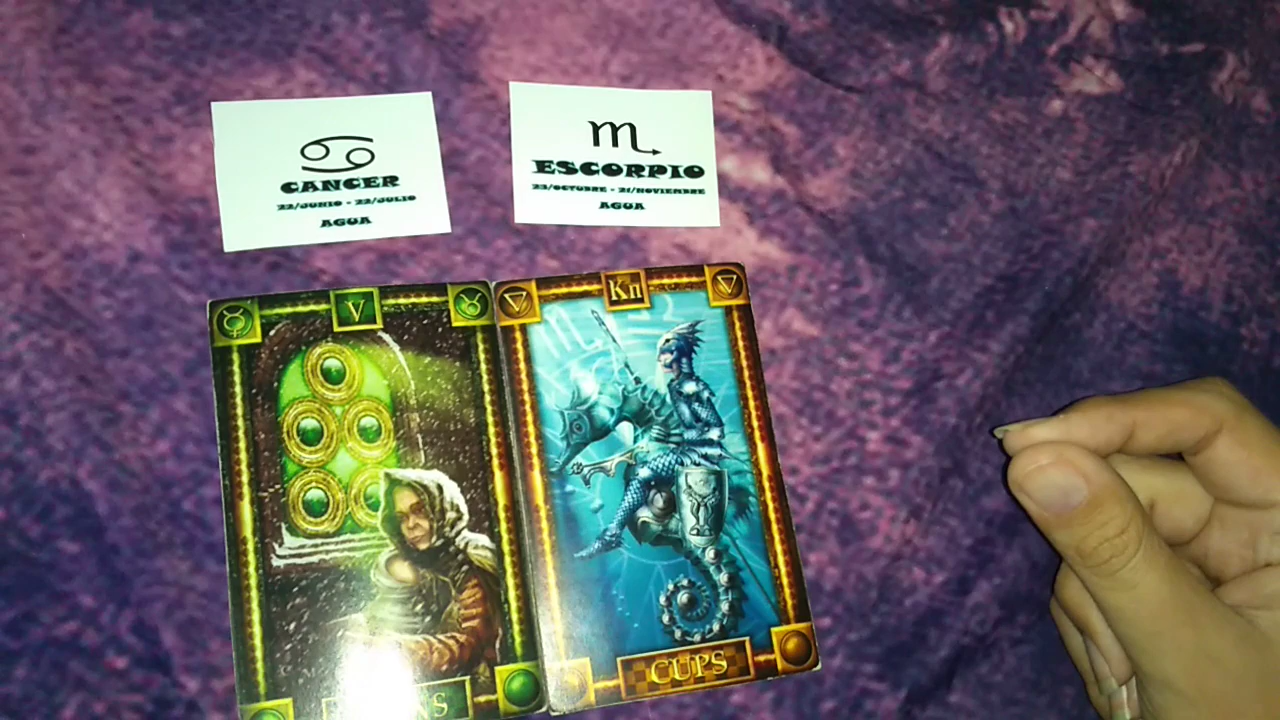 CANCER
22/JUNIO - 22/JULIO
AGUA
ESCORPIO
23/OCTUBRE - 21/NOVIEMBRE
AGUA
V
Kn
CUPS